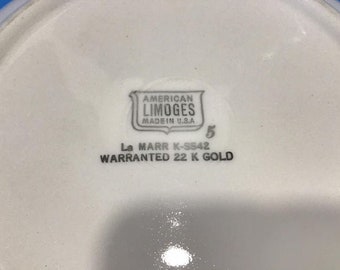 AMERICAN
LIMOGES
MADE IN U.S.A
5
La MARR K-S542
WARRANTED 22 K GOLD